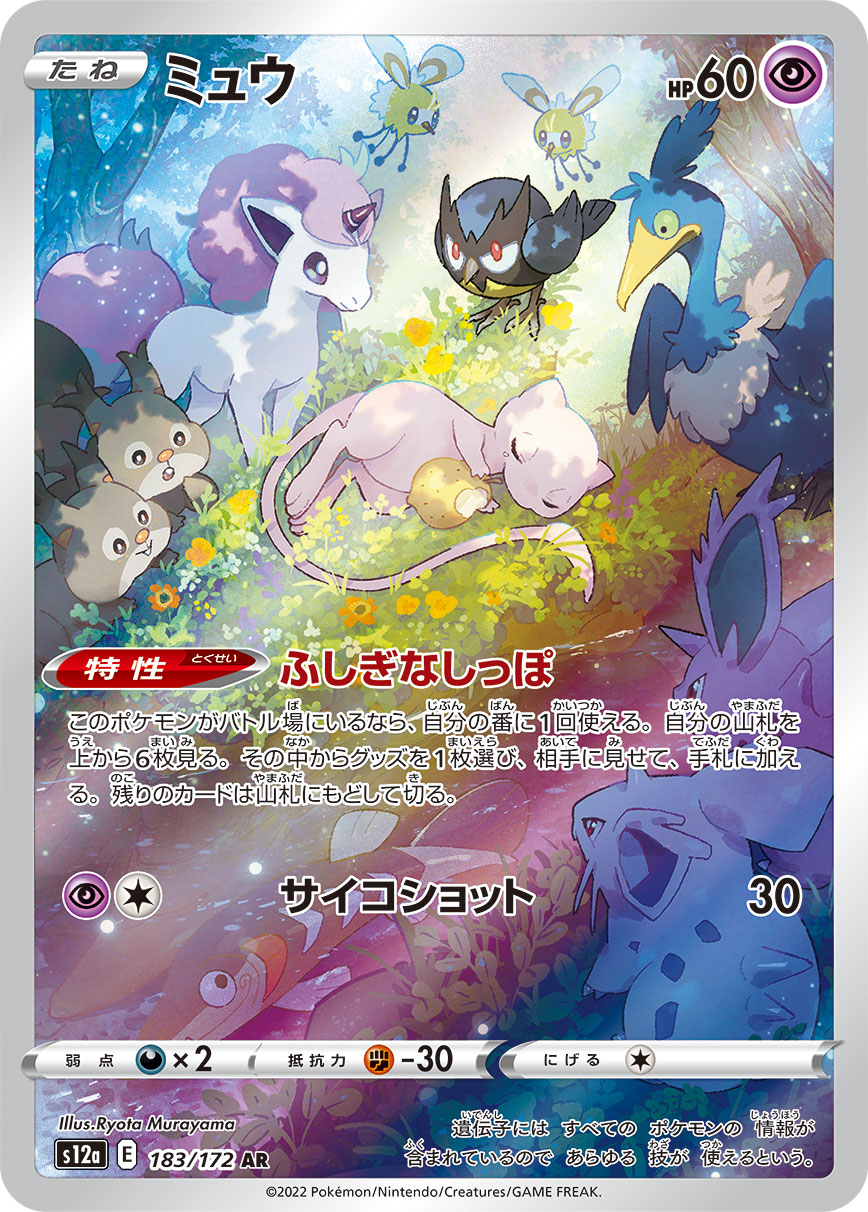 たね
ミュウ
HP60
特性 とくせい
ふしぎなしっぽ
このポケモンがバトル場にいるなら、自分の番に1回使える。自分の山札を
上から6枚見る。その中からグッズを1枚選び、相手に見せて、手札に加え
る。残りのカードは山札にもどして切る。
サイコショット 30
弱点 ×2 抵抗力 -30 にげる
Illus.Ryota Murayama
s12a E 183/172 AR
遺伝子には すべての ポケモンの 情報が
含まれているので あらゆる 技が 使えるという。
©2022 Pokémon/Nintendo/Creatures/GAME FREAK.